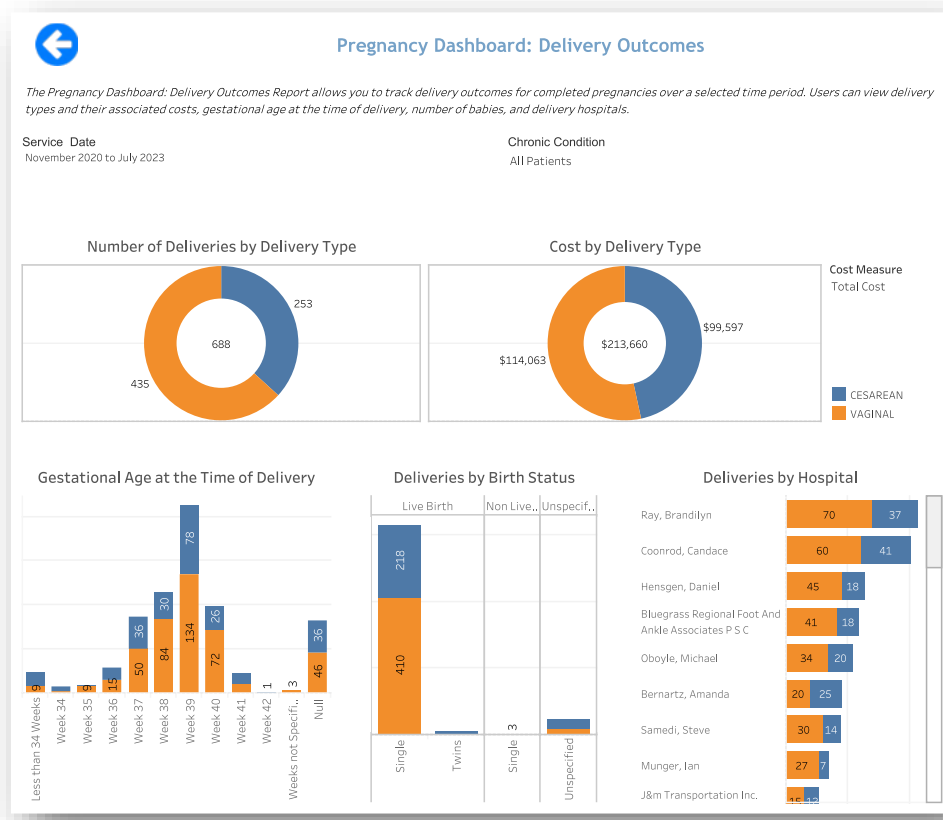 Pregnancy Dashboard: Delivery Outcomes
The Pregnancy Dashboard: Delivery Outcomes Report allows you to track delivery outcomes for completed pregnancies over a selected time period. Users can view delivery
types and their associated costs, gestational age at the time of delivery, number of babies, and delivery hospitals.
Service Date
November 2020 to July 2023
Chronic Condition
All Patients
Number of Deliveries by Delivery Type
253
688
435
Cost by Delivery Type
$99,597
$213,660
$114,063
Cost Measure
Total Cost
CESAREAN
VAGINAL
Gestational Age at the Time of Delivery
9
9
15
36
50
30
84
78
134
26
72
1
3
36
46
Less than 34 Weeks
Week 34
Week 35
Week 36
Week 37
Week 38
Week 39
Week 40
Week 41
Week 42
Weeks not Specifi..
Null
Deliveries by Birth Status
Live Birth
Non Live..
Unspecif..
218
410
3
Single
Twins
Single
Unspecified
Deliveries by Hospital
Ray, Brandilyn 70 37
Coonrod, Candace 60 41
Hensgen, Daniel 45 18
Bluegrass Regional Foot And
Ankle Associates P S C 41 18
Oboyle, Michael 34 20
Bernartz, Amanda 20 25
Samedi, Steve 30 14
Munger, Ian 27 7
J&m Transportation Inc.